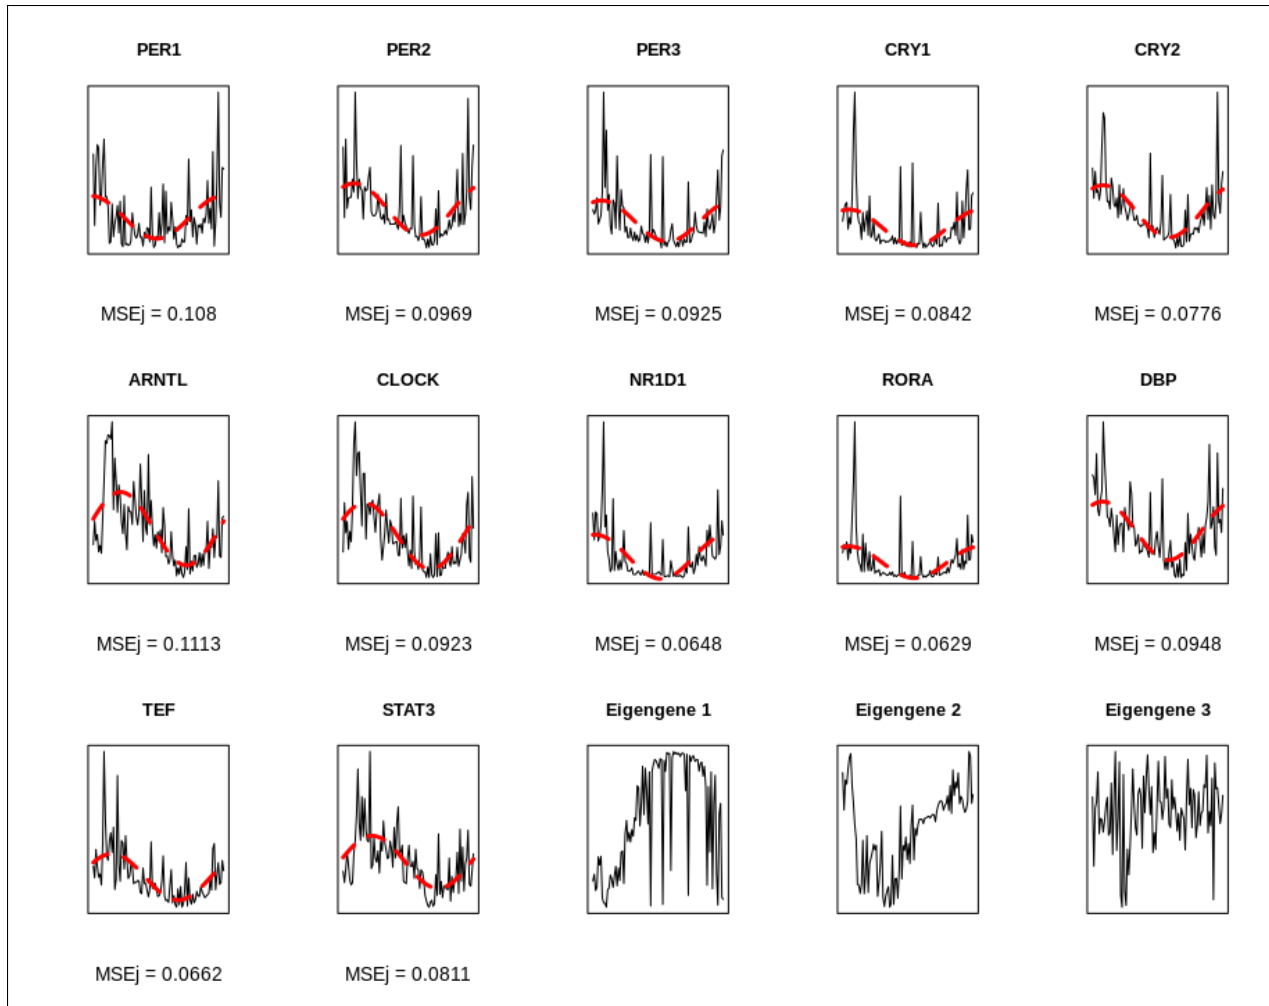 PER1 PER2 PER3 CRY1 CRY2
MSEj = 0.108 MSEj = 0.0969 MSEj = 0.0925 MSEj = 0.0842 MSEj = 0.0776
ARNTL CLOCK NR1D1 RORA DBP
MSEj = 0.1113 MSEj = 0.0923 MSEj = 0.0648 MSEj = 0.0629 MSEj = 0.0948
TEF STAT3 Eigengene 1 Eigengene 2 Eigengene 3
MSEj = 0.0662 MSEj = 0.0811